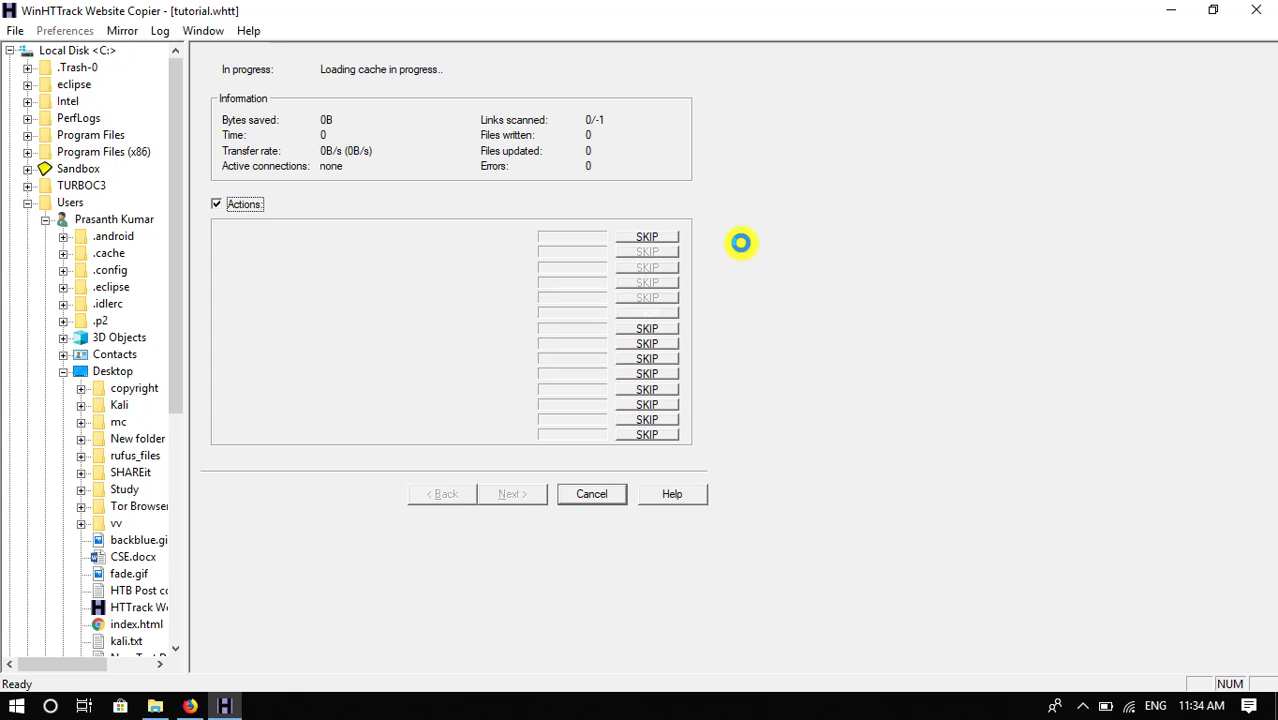 WinHTTrack Website Copier - [tutorial.whtt]
File Preferences Mirror Log Window Help
Local Disk <C:>
.Trash-0
eclipse
Intel
PerfLogs
Program Files
Program Files (x86)
Sandbox
TURBOC3
Users
Prasanth Kumar
.android
.cache
.config
.eclipse
.idlerc
.p2
3D Objects
Contacts
Desktop
copyright
Kali
mc
New folder
rufus_files
SHAREit
Study
Tor Browse
vv
backblue.gi
CSE.docx
fade.gif
HTB Post co
HTTrack We
index.html
kali.txt
In progress: Loading cache in progress..
Information
Bytes saved: 0B Links scanned: 0/-1
Time: 0 Files written: 0
Transfer rate: 0B/s (0B/s) Files updated: 0
Active connections: none Errors: 0
Actions:
SKIP
SKIP
SKIP
SKIP
SKIP
SKIP
SKIP
SKIP
SKIP
SKIP
SKIP
SKIP
SKIP
< Back Next > Cancel Help
Ready NUM
ENG 11:34 AM